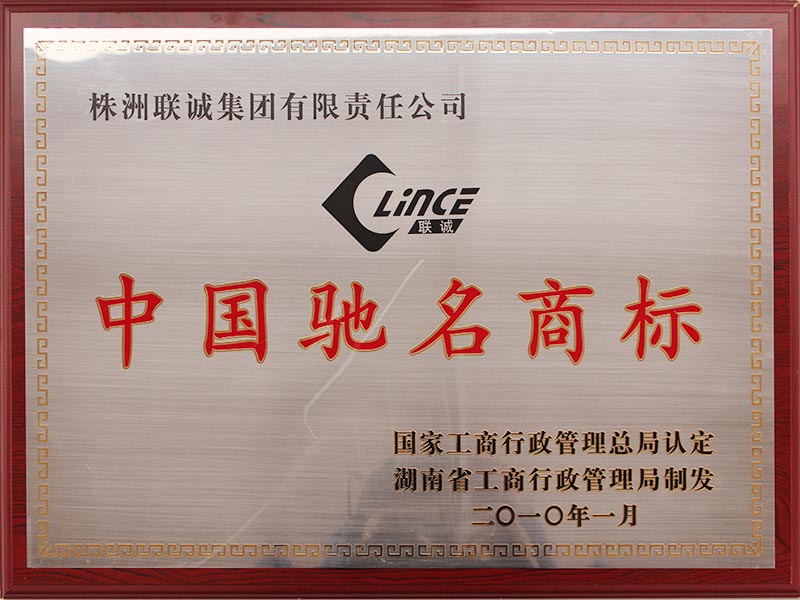 株洲联诚集团有限责任公司
LINCE
联诚
中国驰名商标
国家工商行政管理总局认定
湖南省工商行政管理局制发
二〇一〇年一月